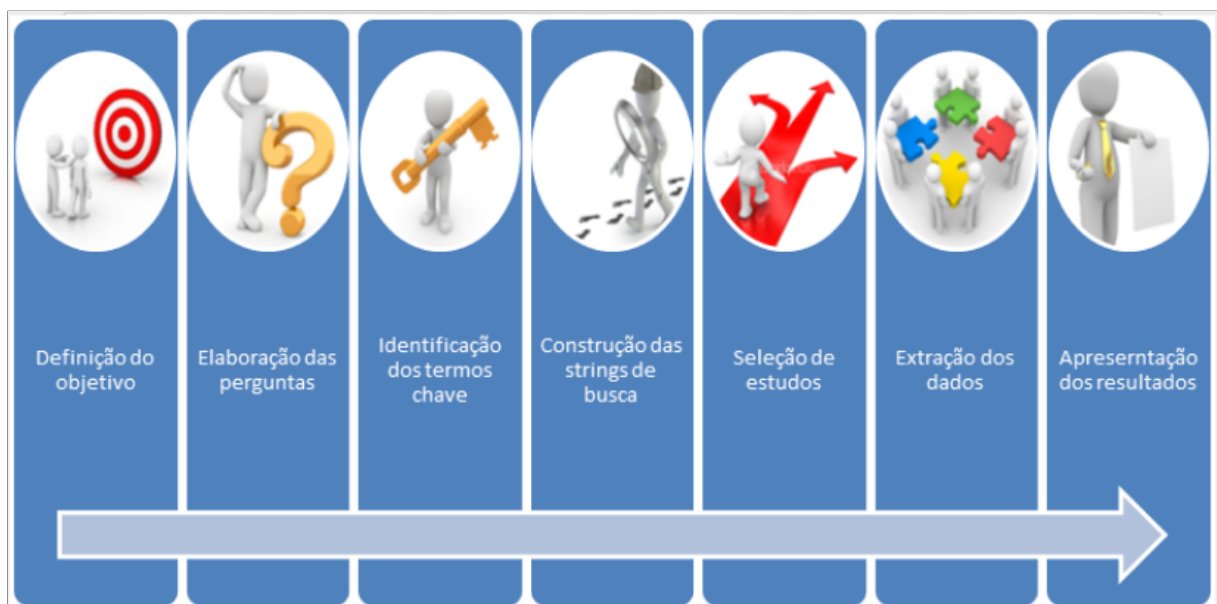 Definição do
objetivo
Elaboração das
perguntas
Identificação
dos termos
chave
Construção das
strings de
busca
Seleção de
estudos
Extração dos
dados
Apreserntação
dos resultados